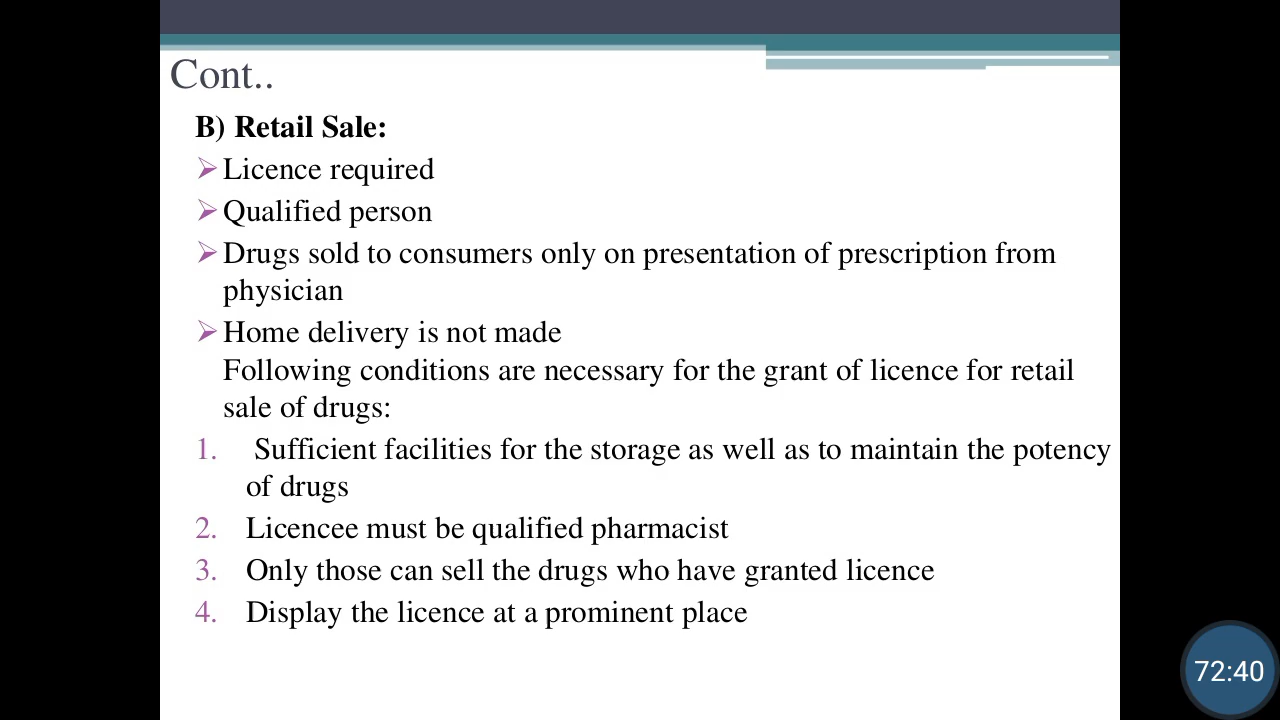 Cont..
B) Retail Sale:
➢Licence required
➢Qualified person
➢Drugs sold to consumers only on presentation of prescription from
physician
➢Home delivery is not made
Following conditions are necessary for the grant of licence for retail
sale of drugs:
1. Sufficient facilities for the storage as well as to maintain the potency
of drugs
2. Licencee must be qualified pharmacist
3. Only those can sell the drugs who have granted licence
4. Display the licence at a prominent place
72:40